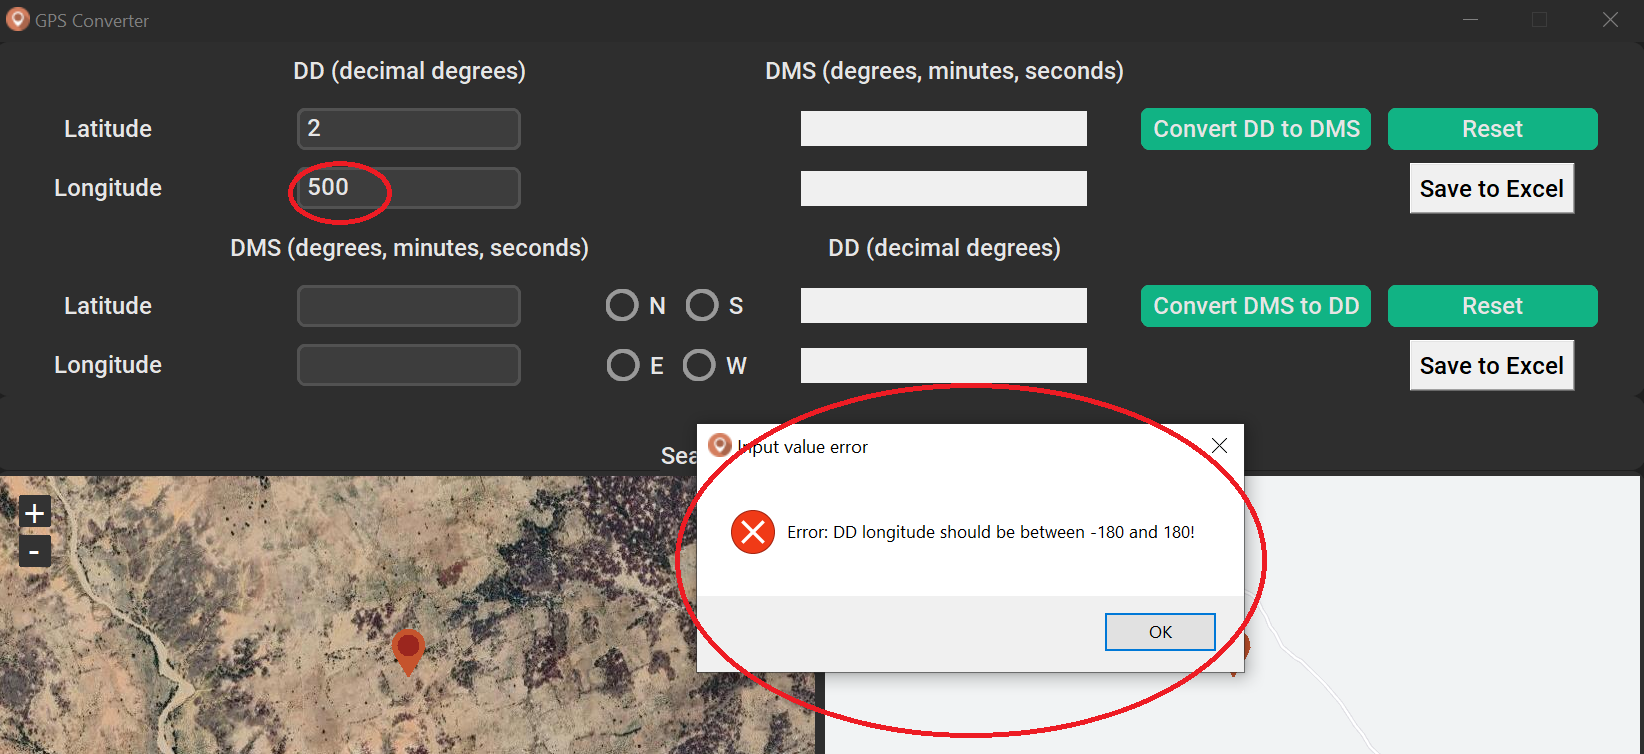 GPS Converter
DD (decimal degrees) DMS (degrees, minutes, seconds)
Latitude 2 Convert DD to DMS Reset
Longitude 500 Save to Excel
DMS (degrees, minutes, seconds) DD (decimal degrees)
Latitude N S Convert DMS to DD Reset
Longitude E W Save to Excel
Sea
Input value error
Error: DD longitude should be between -180 and 180!
OK
+
-